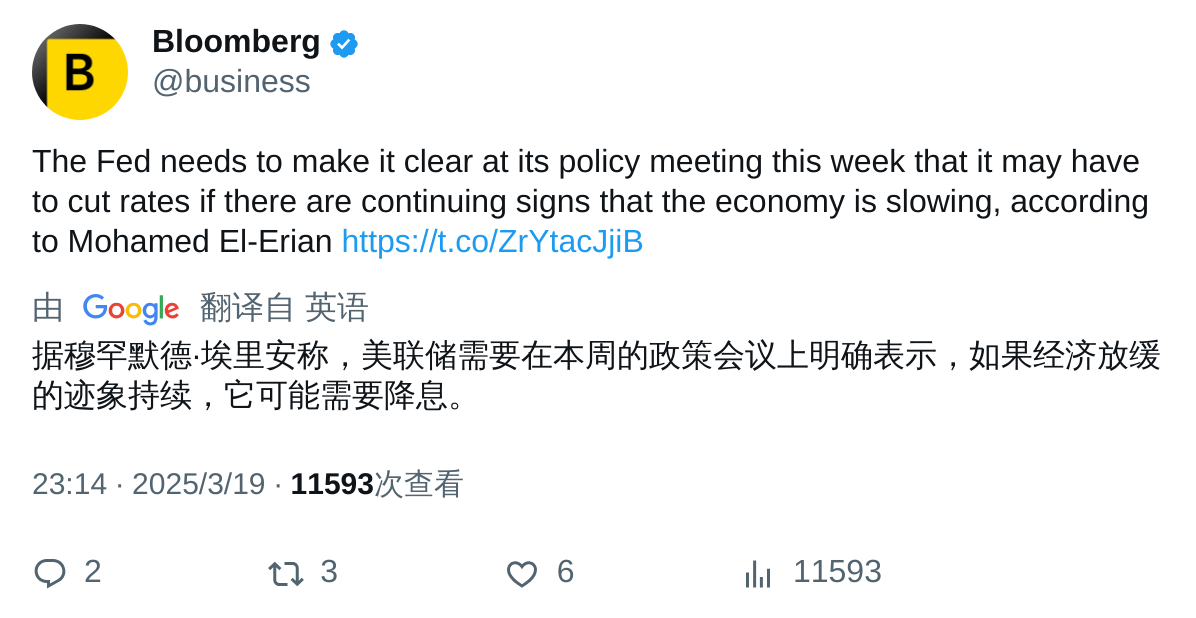 B
Bloomberg
@business
The Fed needs to make it clear at its policy meeting this week that it may have
to cut rates if there are continuing signs that the economy is slowing, according
to Mohamed El-Erian https://t.co/ZrYtacJjiB
由 Google 翻译自 英语
据穆罕默德·埃里安称，美联储需要在本周的政策会议上明确表示，如果经济放缓
的迹象持续，它可能需要降息。
23:14 · 2025/3/19 · 11593次查看
2 3 6 11593